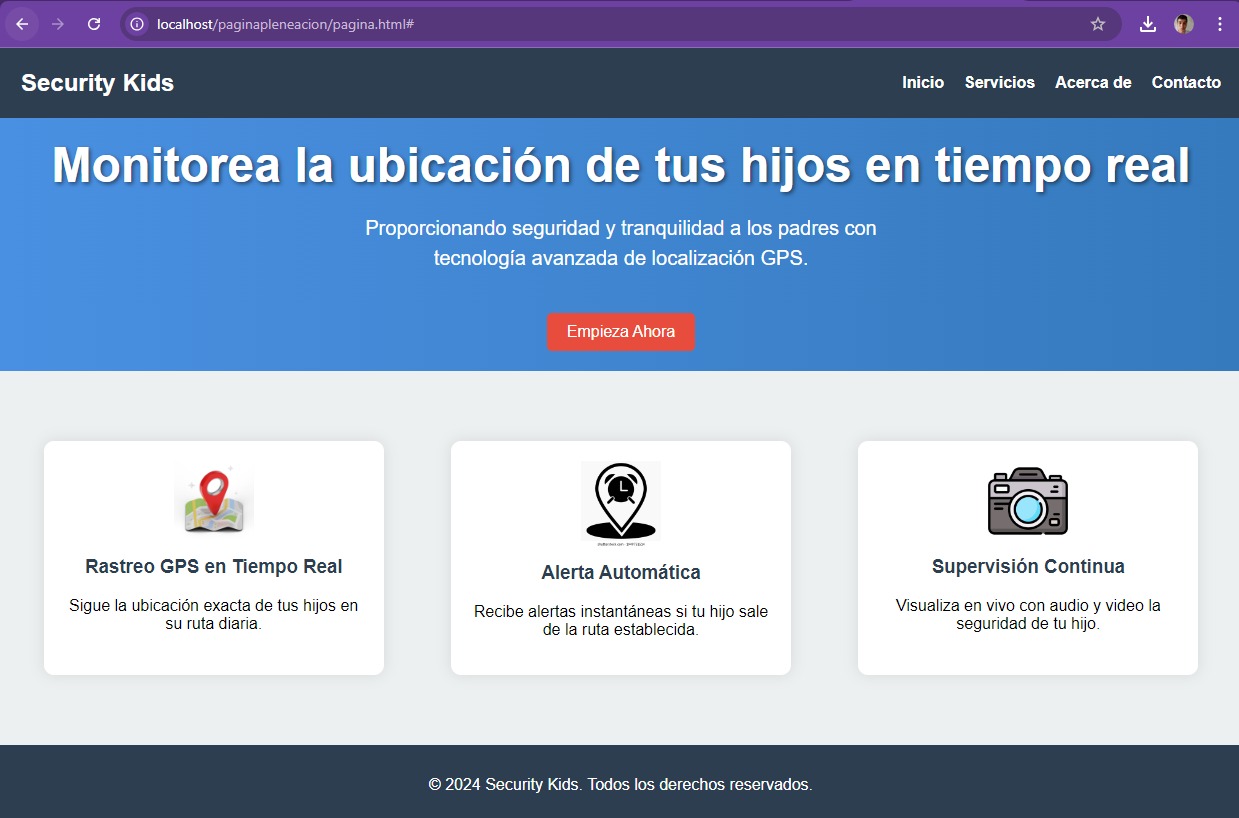 localhost/paginapleneacion/pagina.html#
Security Kids
Inicio Servicios Acerca de Contacto
Monitorea la ubicación de tus hijos en tiempo real
Proporcionando seguridad y tranquilidad a los padres con
tecnología avanzada de localización GPS.
Empieza Ahora
Rastreo GPS en Tiempo Real
Sigue la ubicación exacta de tus hijos en
su ruta diaria.
Alerta Automática
Recibe alertas instantáneas si tu hijo sale
de la ruta establecida.
Supervisión Continua
Visualiza en vivo con audio y video la
seguridad de tu hijo.
© 2024 Security Kids. Todos los derechos reservados.